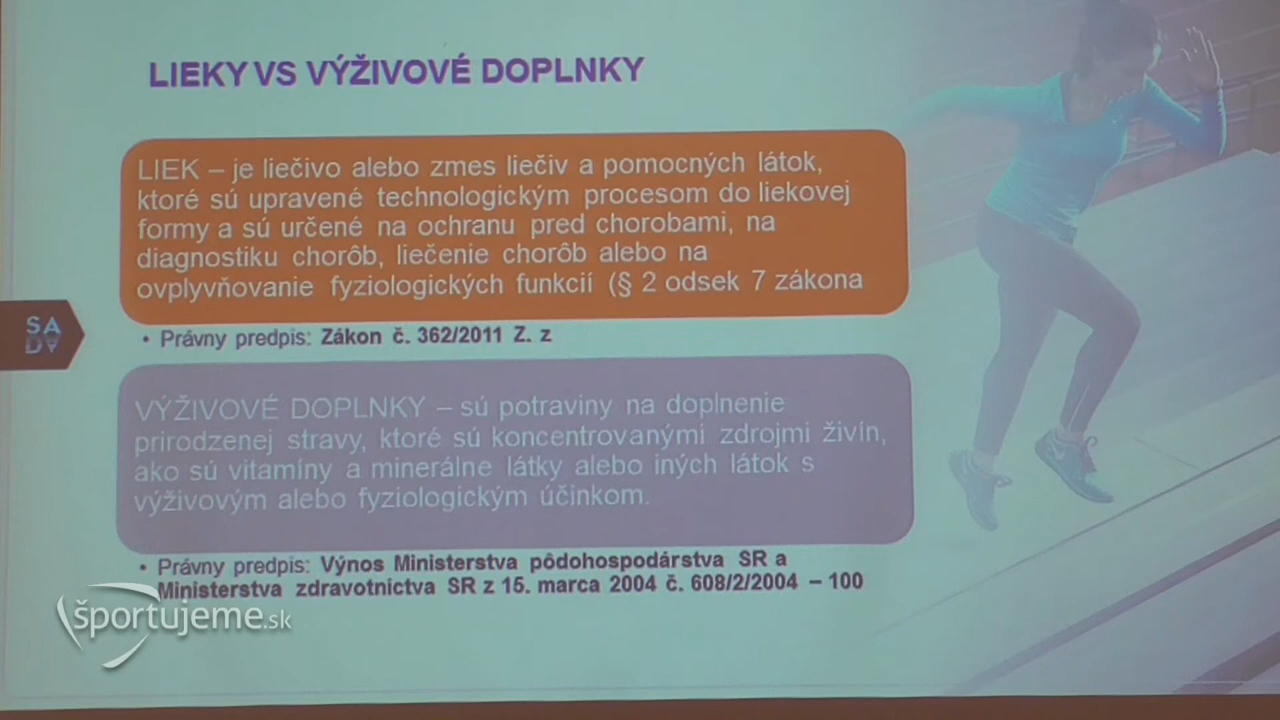 LIEKY VS VÝŽIVOVÉ DOPLNKY
LIEK – je liečivo alebo zmes liečiv a pomocných látok,
ktoré sú upravené technologickým procesom do liekovej
formy a sú určené na ochranu pred chorobami, na
diagnostiku chorôb, liečenie chorôb alebo na
ovplyvňovanie fyziologických funkcií (§ 2 odsek 7 zákona
• Právny predpis: Zákon č. 362/2011 Z. z
SA
DA
VÝŽIVOVÉ DOPLNKY – sú potraviny na doplnenie
prirodzenej stravy, ktoré sú koncentrovanými zdrojmi živín,
ako sú vitamíny a minerálne látky alebo iných látok s
výživovým alebo fyziologickým účinkom.
• Právny predpis: Výnos Ministerstva pôdohospodárstva SR a
Ministerstva zdravotníctva SR z 15. marca 2004 č. 608/2/2004 – 100
športujeme.sk